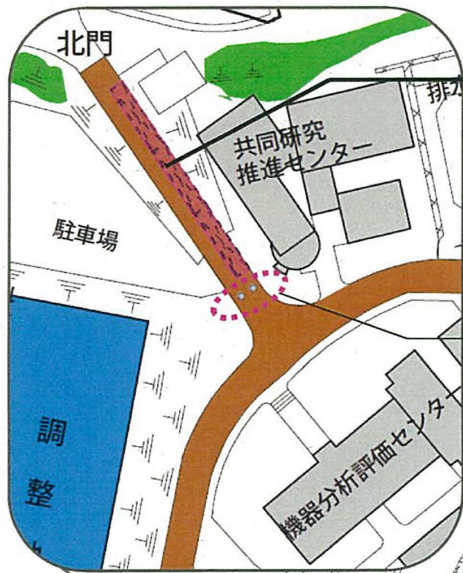 北門
共同研究
推進センター
駐車場
調
整
機器分析評価センター